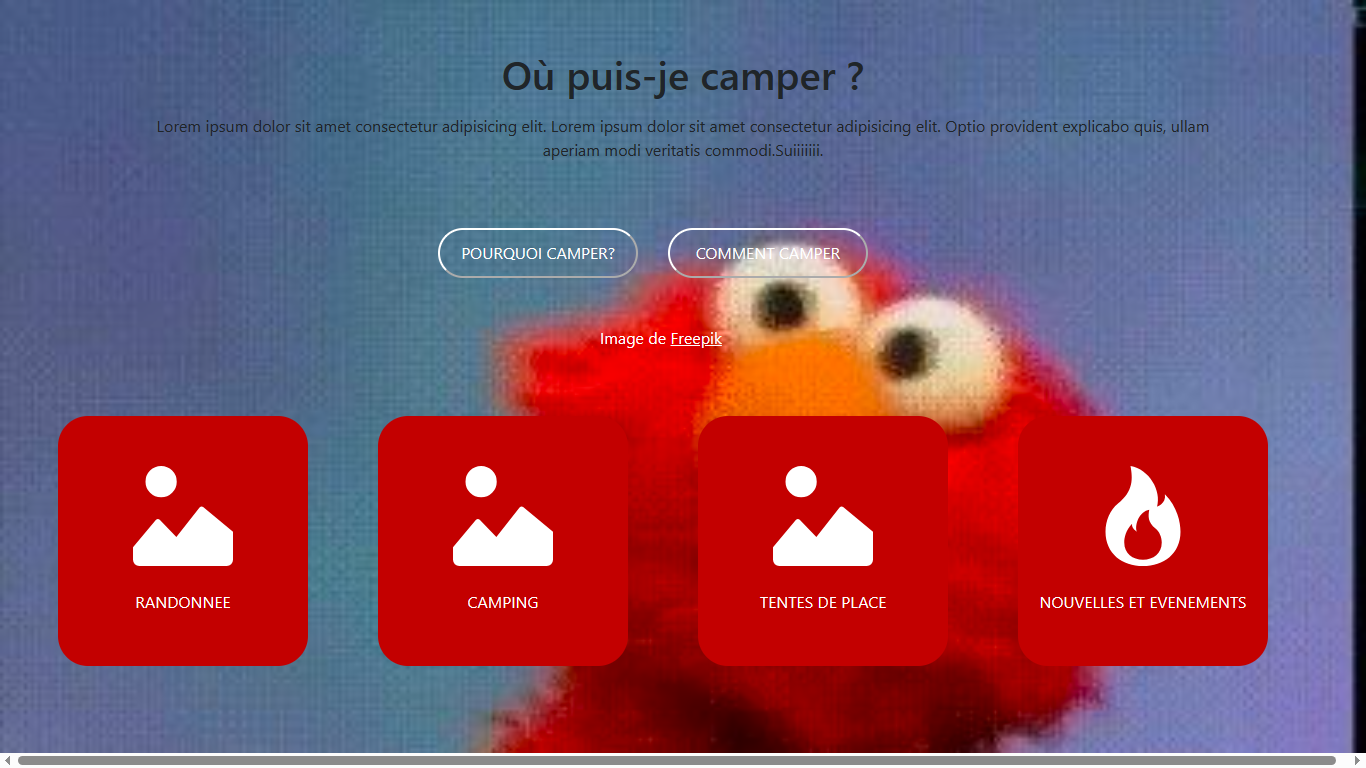 Où puis-je camper ?
Lorem ipsum dolor sit amet consectetur adipisicing elit. Lorem ipsum dolor sit amet consectetur adipisicing elit. Optio provident explicabo quis, ullam
aperiam modi veritatis commodi.Suiiiiiii.
POURQUOI CAMPER?
COMMENT CAMPER
Image de Freepik
RANDONNEE
CAMPING
TENTES DE PLACE
NOUVELLES ET EVENEMENTS